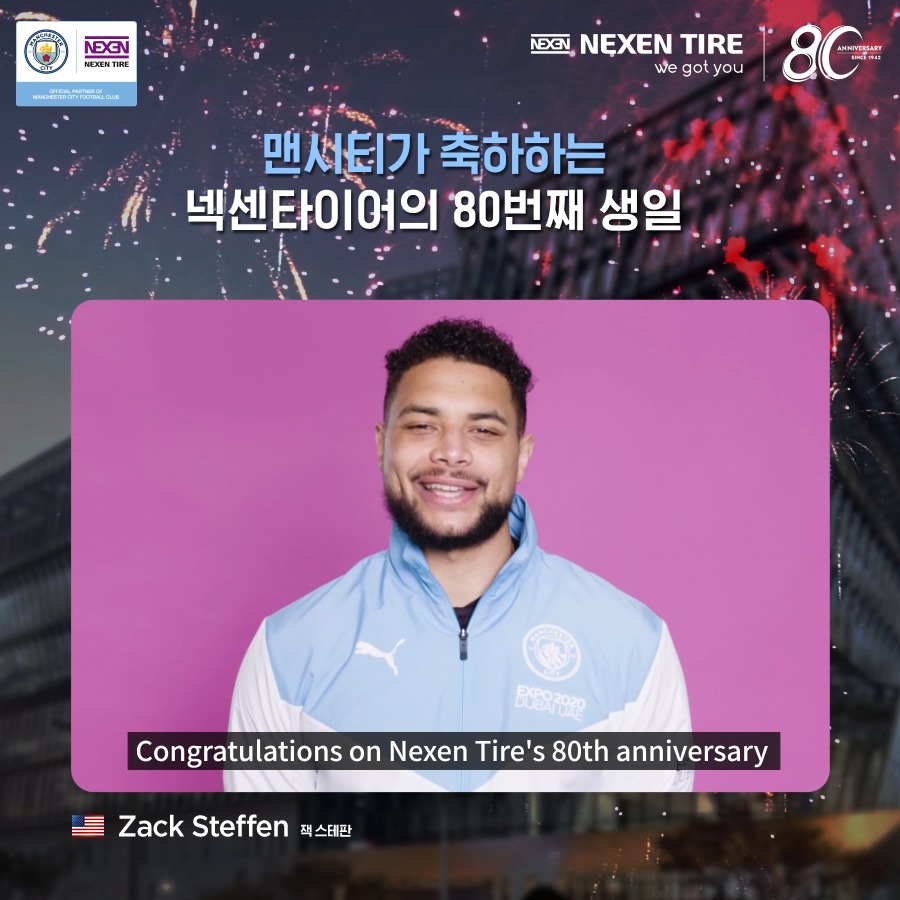 MANCHESTER
CITY
NEXEN
NEXEN TIRE
OFFICIAL PARTNER OF
MANCHESTER CITY FOOTBALL CLUB
NEXEN NEXEN TIRE
we got you
80 ANNIVERSARY
SINCE 1942
맨시티가 축하하는
넥센타이어의 80번째 생일
MANCHESTER
CITY
EXPO 2020
DUBAI UAE
Congratulations on Nexen Tire's 80th anniversary
Zack Steffen 잭 스테판